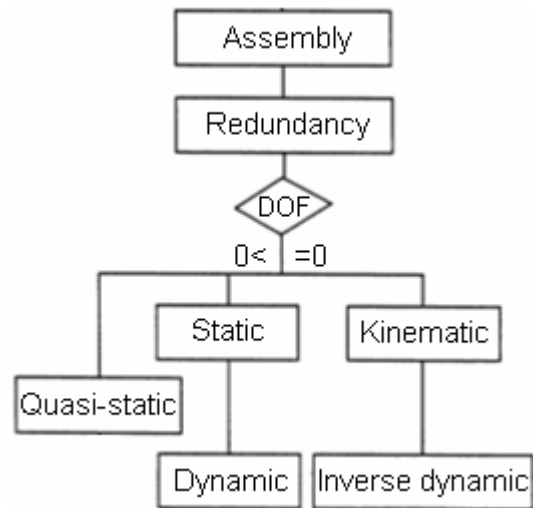 Assembly
Redundancy
DOF
0< =0
Static
Kinematic
Quasi-static
Dynamic
Inverse dynamic